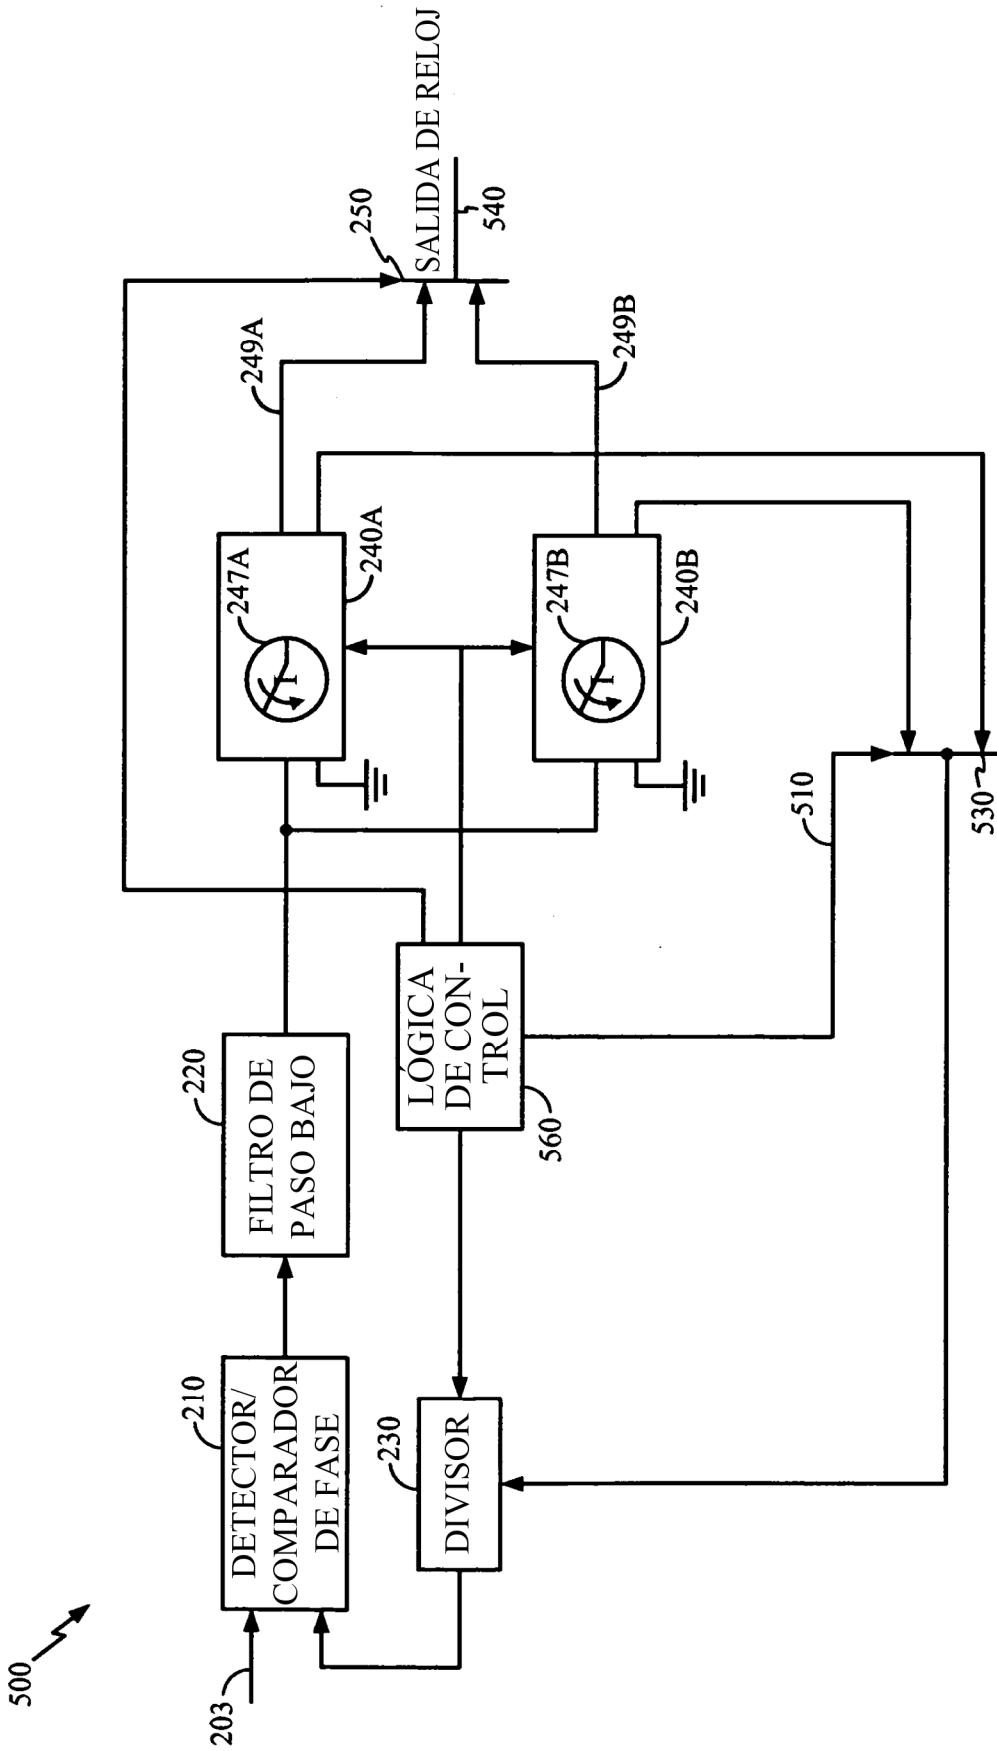 500
203
210
DETECTOR/
COMPARADOR
DE FASE
220
FILTRO DE
PASO BAJO
230
DIVISOR
LÓGICA
DE CON-
TROL
560
247A
240A
249A
247B
240B
249B
250
SALIDA DE RELOJ
540
510
530